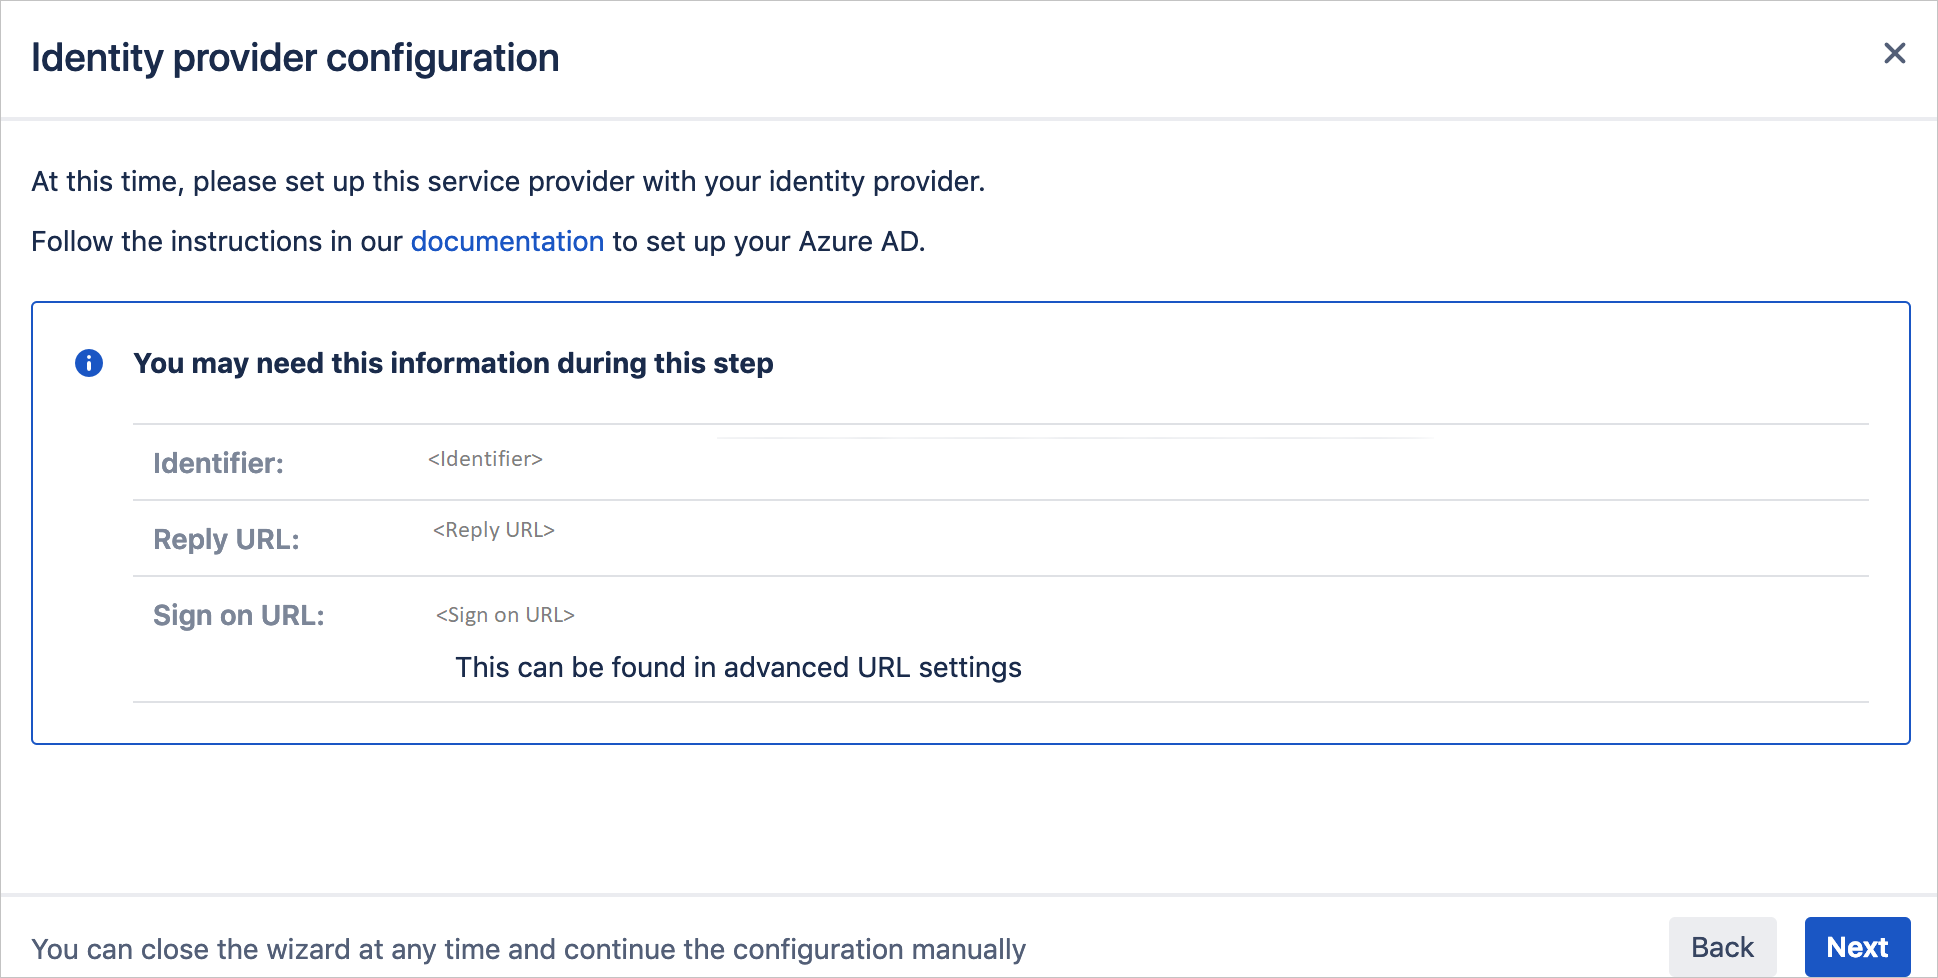 Identity provider configuration
At this time, please set up this service provider with your identity provider.
Follow the instructions in our documentation to set up your Azure AD.
You may need this information during this step
Identifier: <Identifier>
Reply URL: <Reply URL>
Sign on URL: <Sign on URL>
This can be found in advanced URL settings
You can close the wizard at any time and continue the configuration manually
Back Next